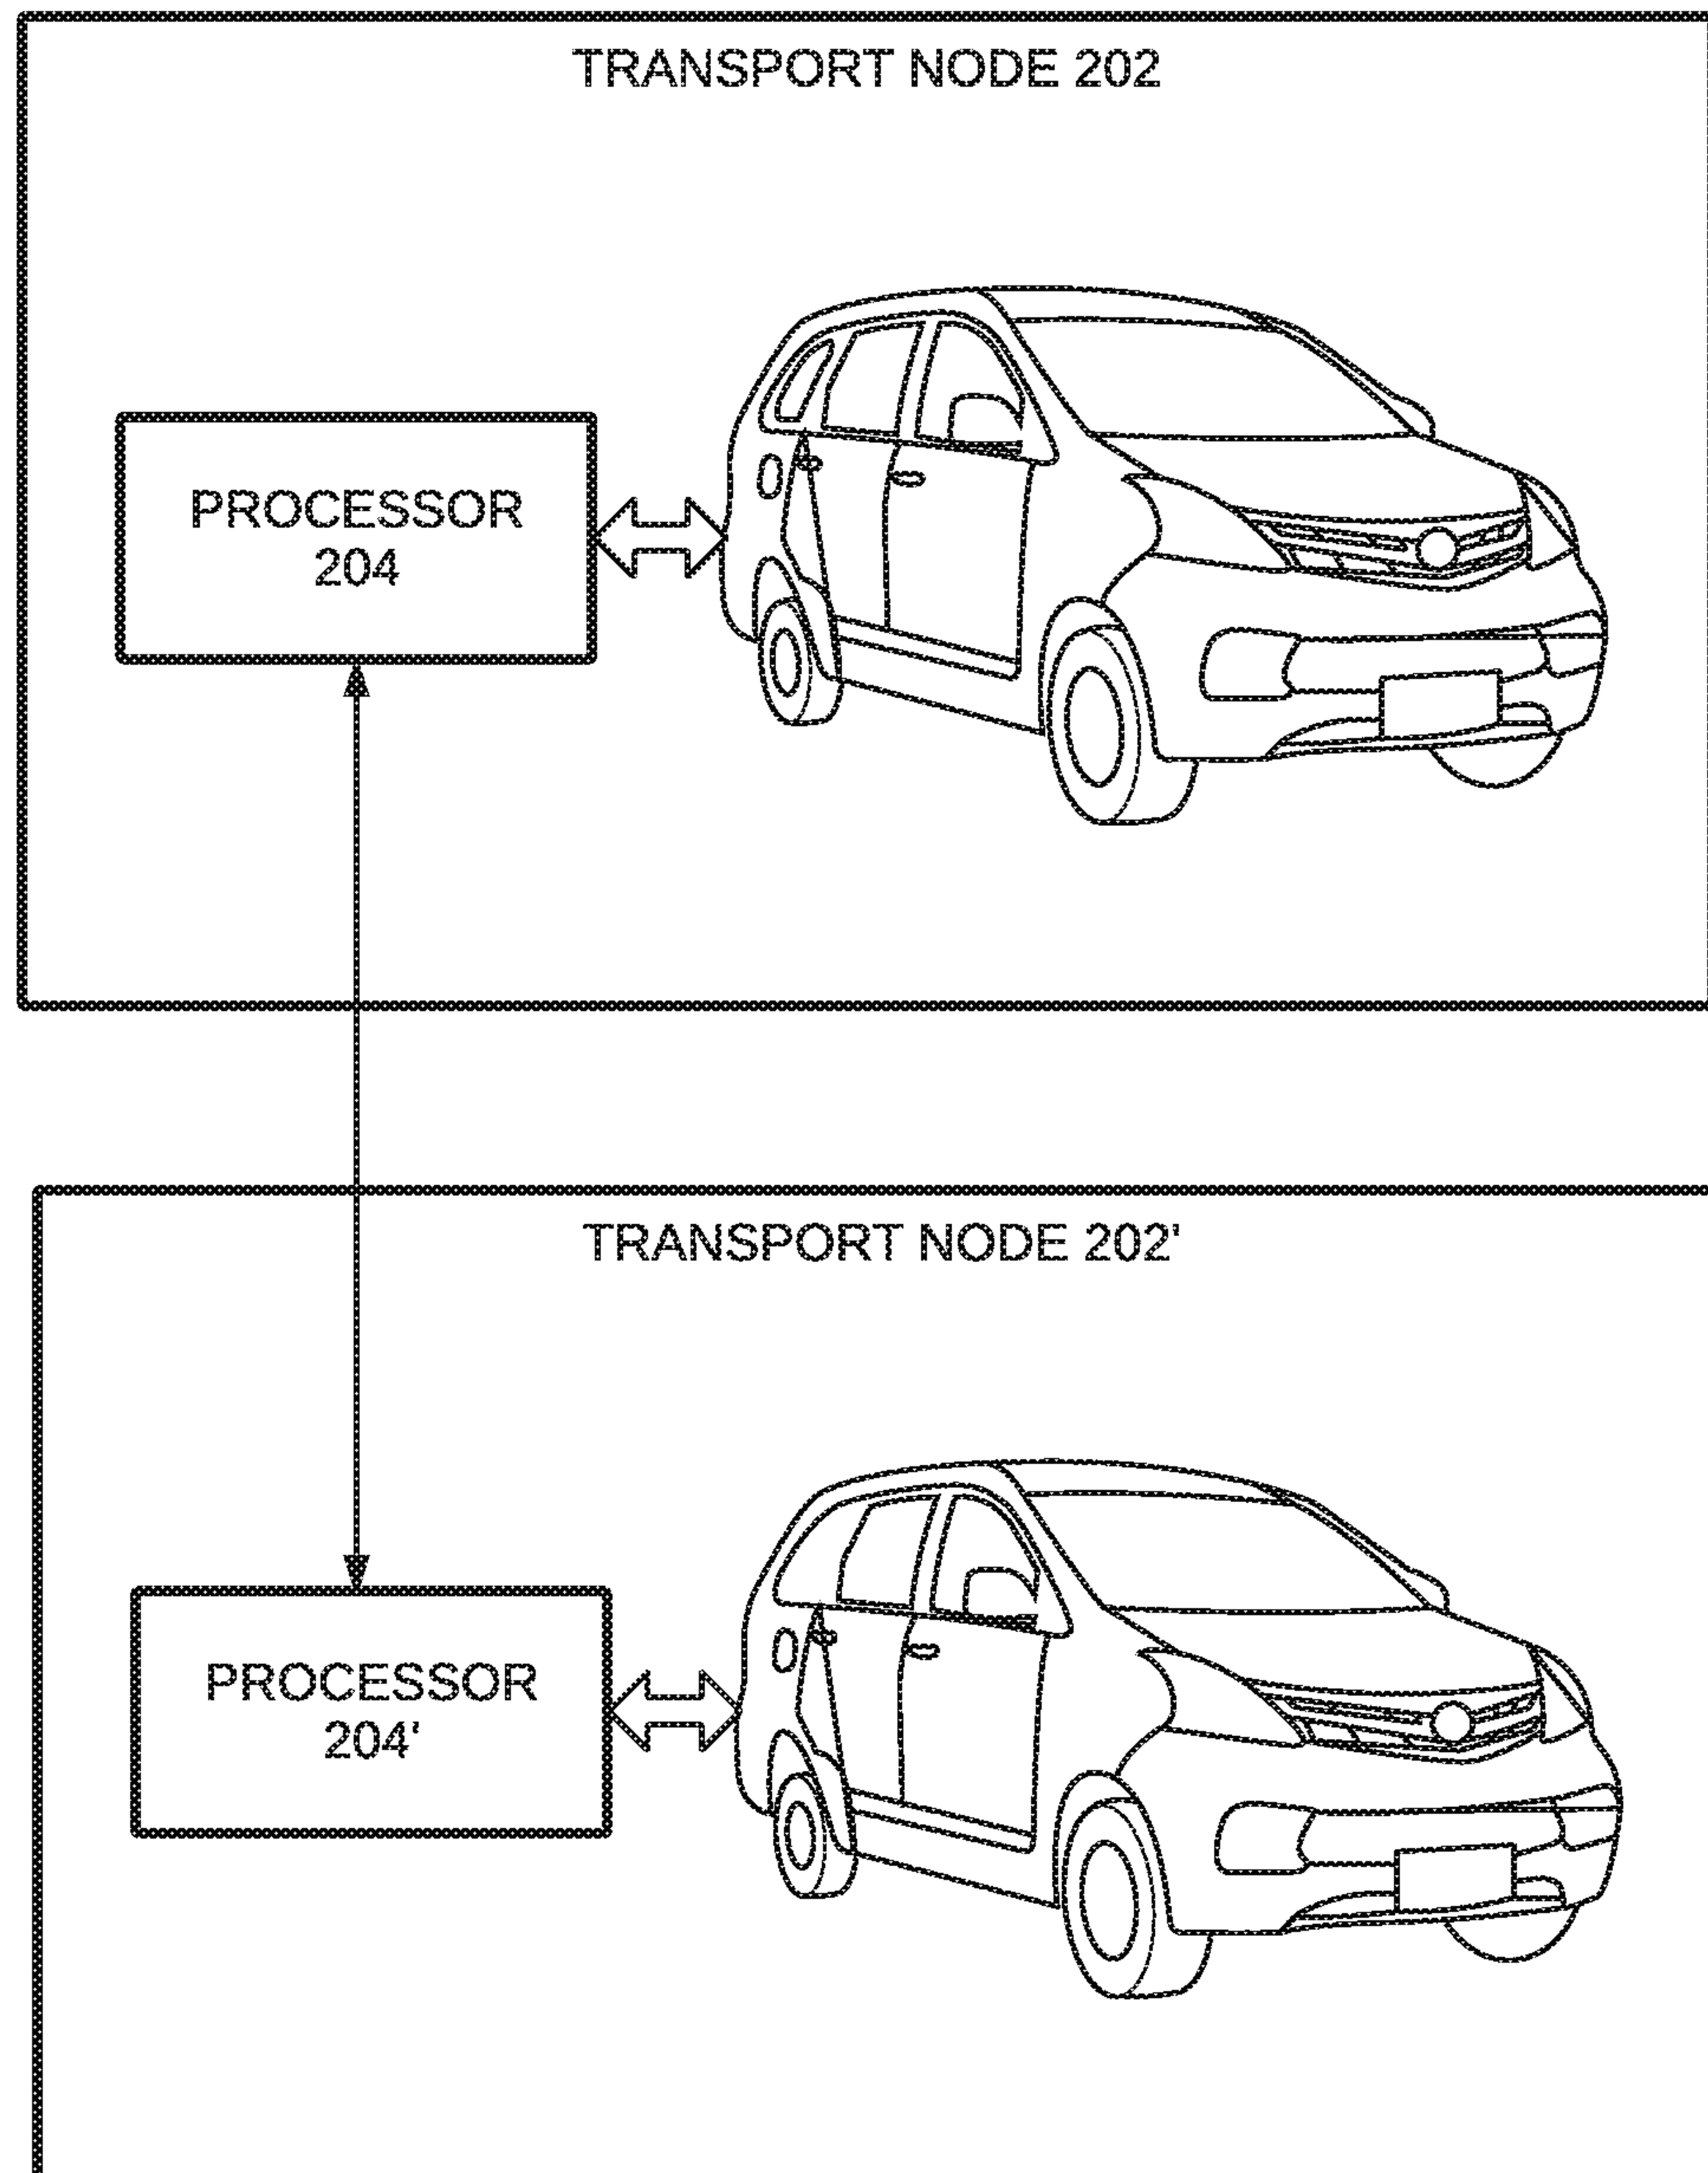 TRANSPORT NODE 202
PROCESSOR
204
TRANSPORT NODE 202'
PROCESSOR
204'